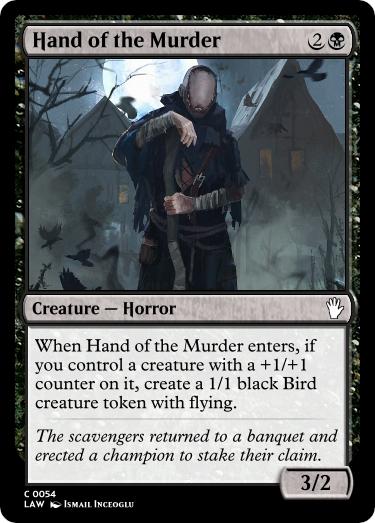 Hand of the Murder 2
Creature — Horror
When Hand of the Murder enters, if
you control a creature with a +1/+1
counter on it, create a 1/1 black Bird
creature token with flying.
The scavengers returned to a banquet and
erected a champion to stake their claim.
3/2
C 0054
LAW Ismail Inceoglu